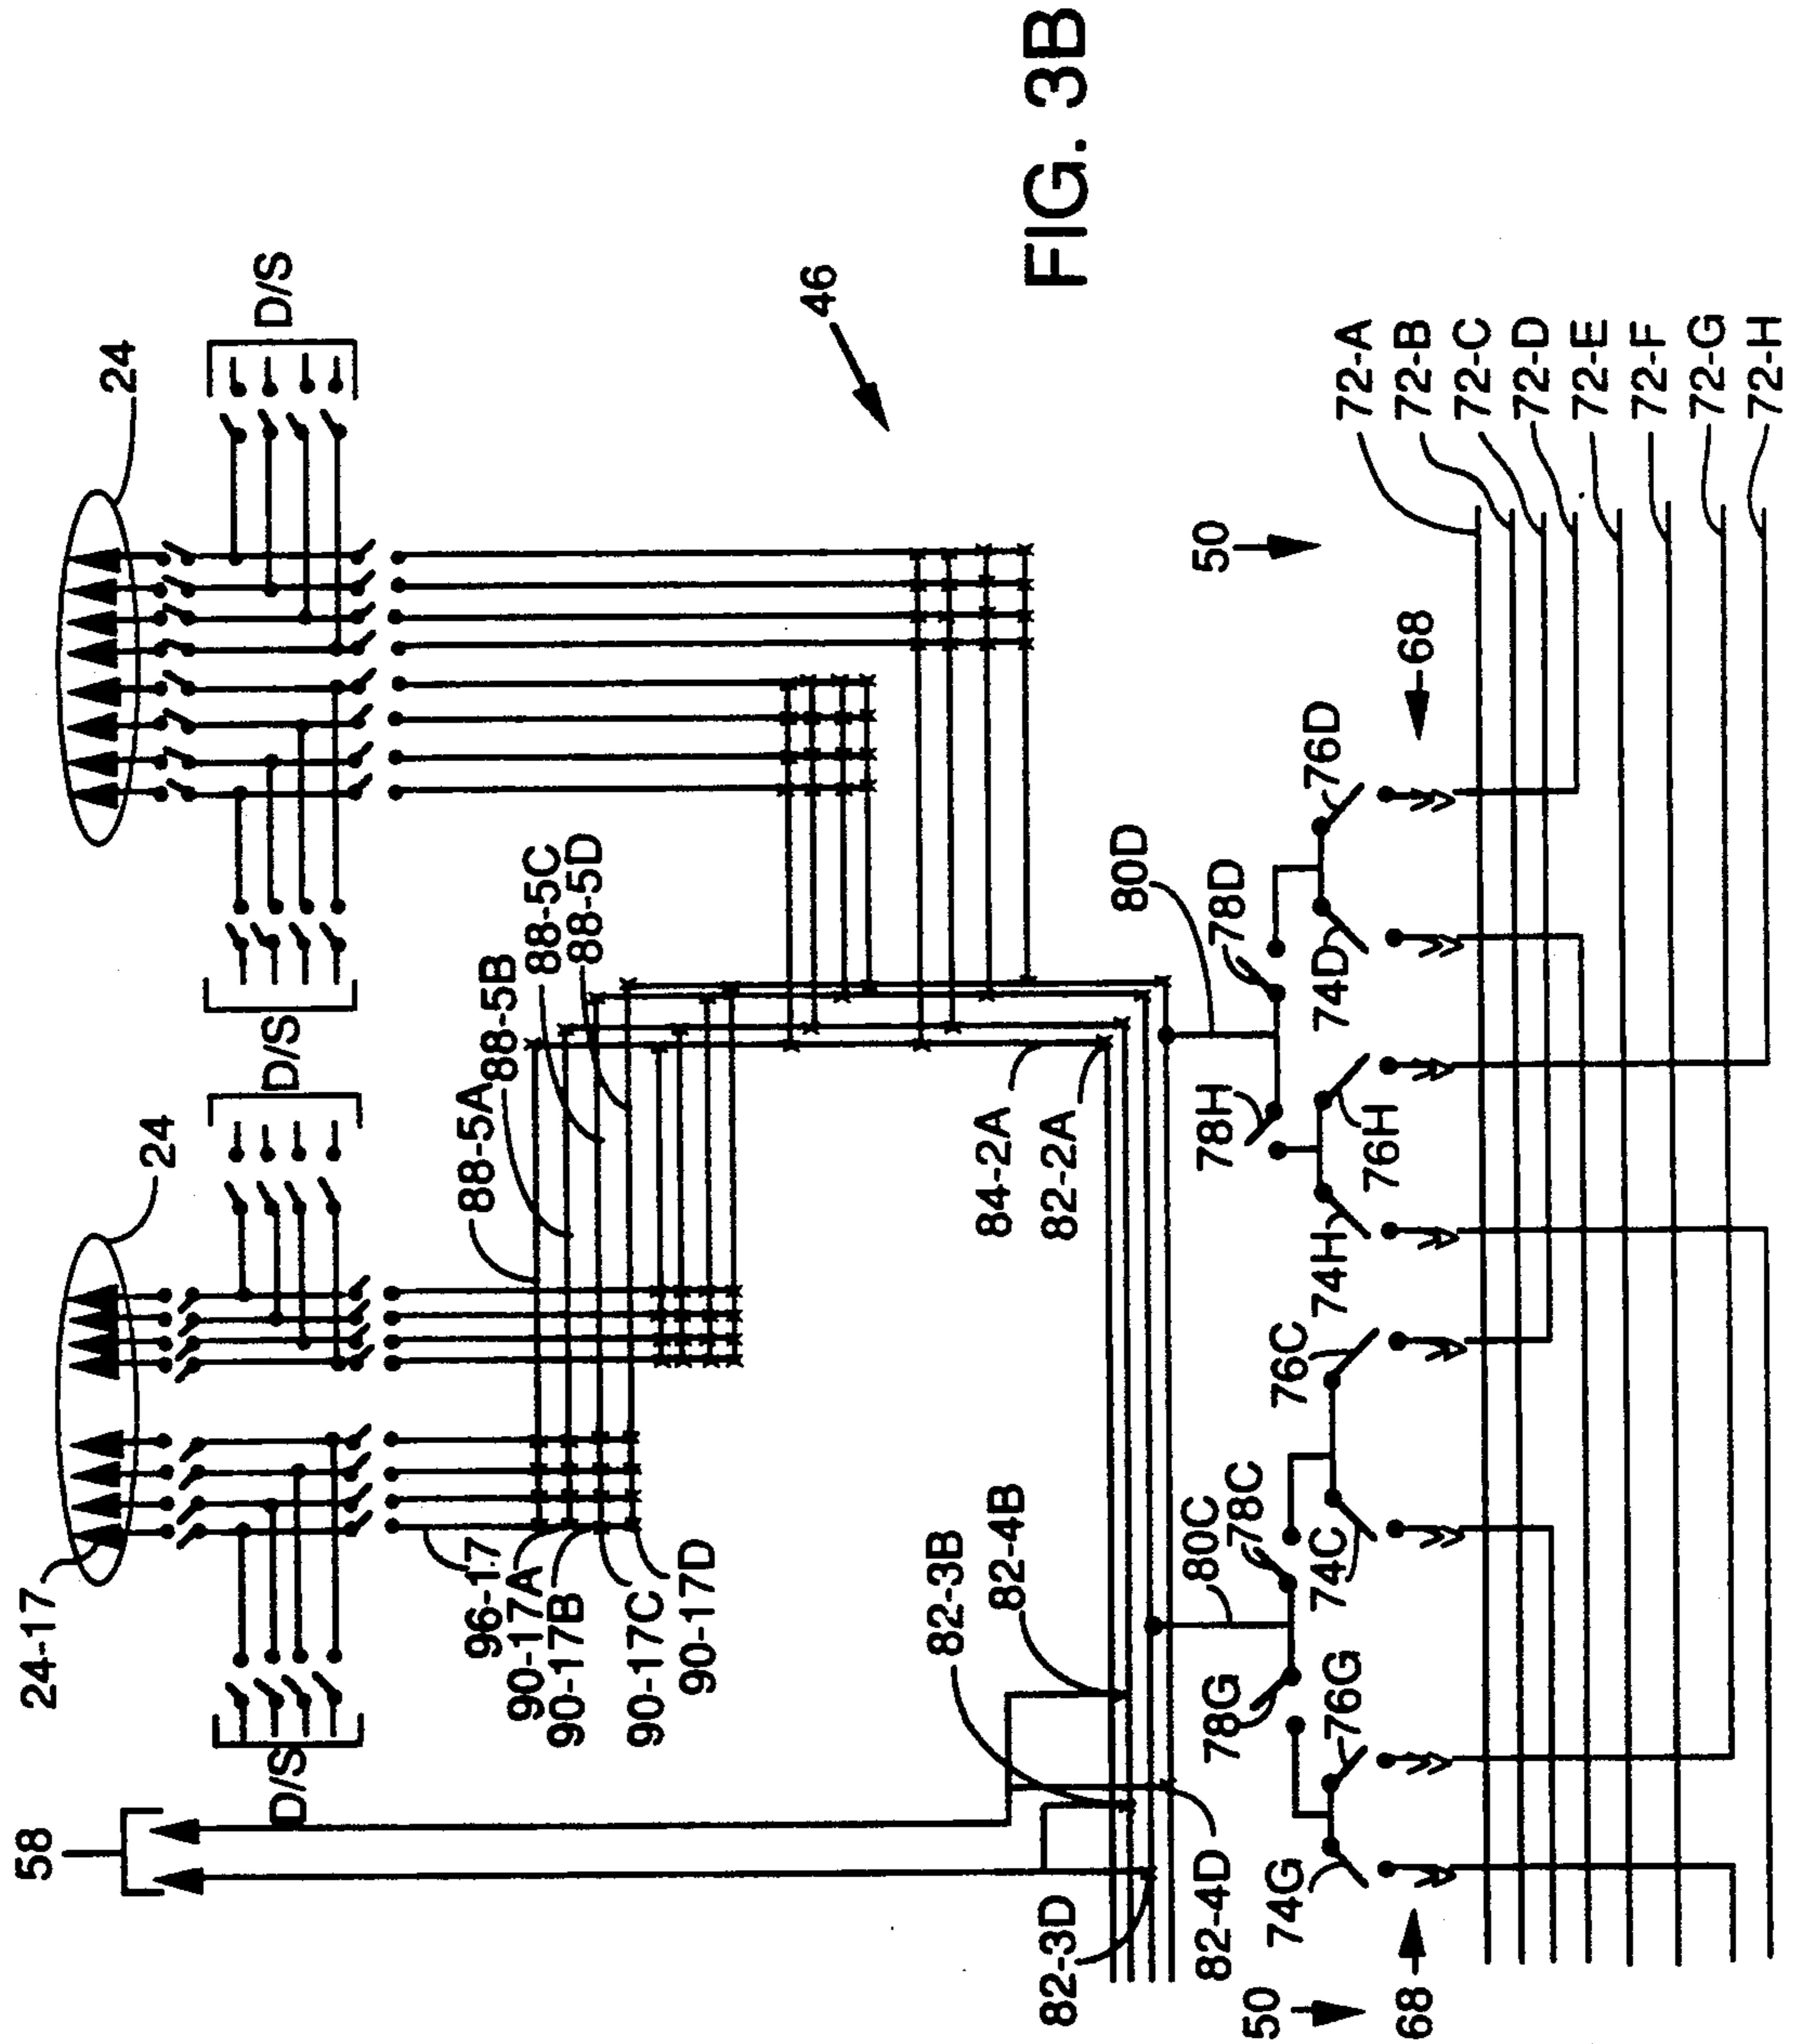 58
24-17
24
24
D/S
D/S
D/S
D/S
96-17
90-17A
90-17B
90-17C
90-17D
88-5A
88-5B
88-5C
88-5D
46
82-3B
82-4B
84-2A
82-2A
82-3D
82-4D
80C
80D
78G
78C
78H
78D
74G
76G
74C
76C
74H
76H
74D
76D
50
50
68
68
72-A
72-B
72-C
72-D
72-E
72-F
72-G
72-H
FIG. 3B